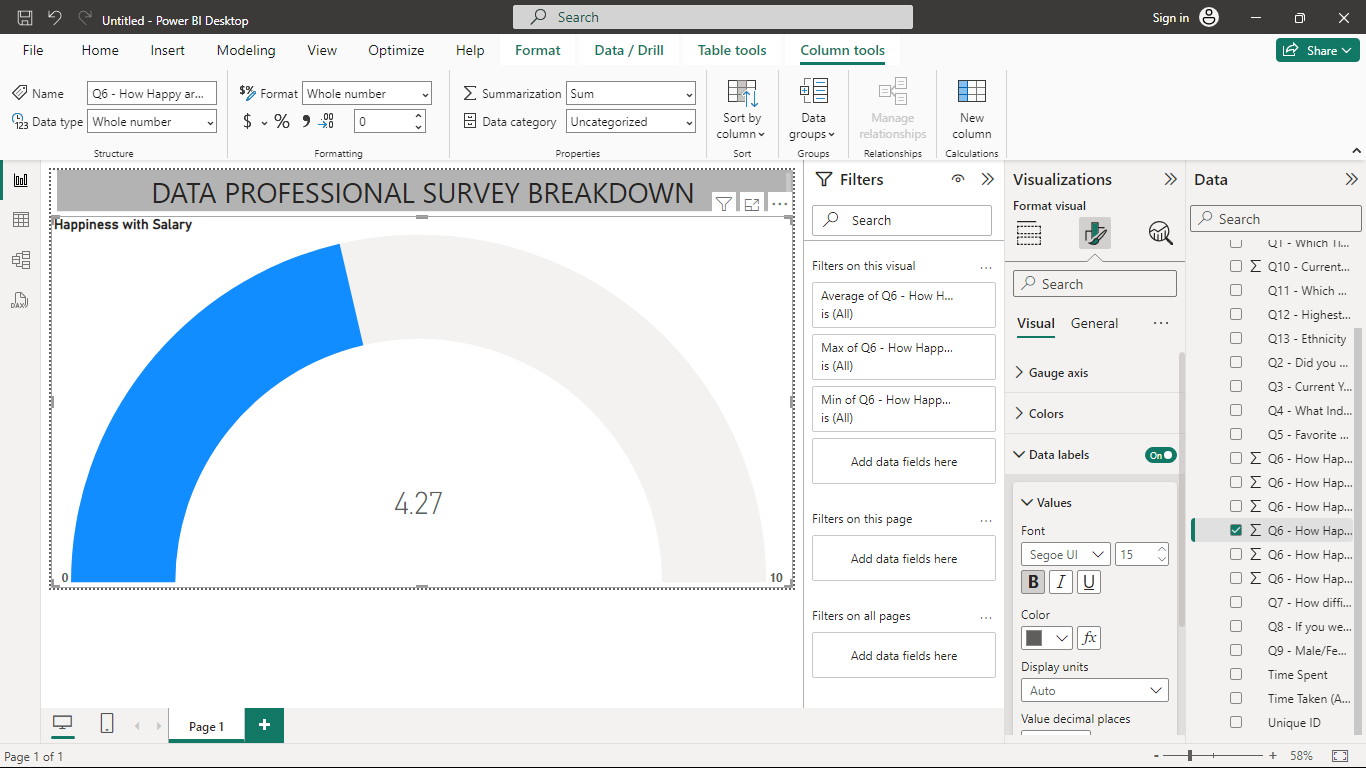 Untitled - Power BI Desktop
Search
Sign in
File Home Insert Modeling View Optimize Help Format Data / Drill Table tools Column tools
Share
Name Q6 - How Happy ar...
Data type Whole number
Structure
Format Whole number
$ % 0
Formatting
Summarization Sum
Data category Uncategorized
Properties
Sort by
column
Sort
Data
groups
Groups
Manage
relationships
Relationships
New
column
Calculations
DATA PROFESSIONAL SURVEY BREAKDOWN
Happiness with Salary
4.27
0
10
Filters
Search
Filters on this visual
Average of Q6 - How H...
is (All)
Max of Q6 - How Happ...
is (All)
Min of Q6 - How Happ...
is (All)
Add data fields here
Filters on this page
Add data fields here
Filters on all pages
Add data fields here
Visualizations
Format visual
Search
Visual General
Gauge axis
Colors
Data labels On
Values
Font
Segoe UI 15
B I U
Color
fx
Display units
Auto
Value decimal places
Data
Search
Q1 - Which Ti...
Q10 - Current...
Q11 - Which ...
Q12 - Highest...
Q13 - Ethnicity
Q2 - Did you ...
Q3 - Current Y...
Q4 - What Ind...
Q5 - Favorite ...
Q6 - How Hap...
Q6 - How Hap...
Q6 - How Hap...
Q6 - How Hap...
Q6 - How Hap...
Q6 - How Hap...
Q7 - How diffi...
Q8 - If you we...
Q9 - Male/Fe...
Time Spent
Time Taken (A...
Unique ID
DAX
Page 1
Page 1 of 1
- + 58%